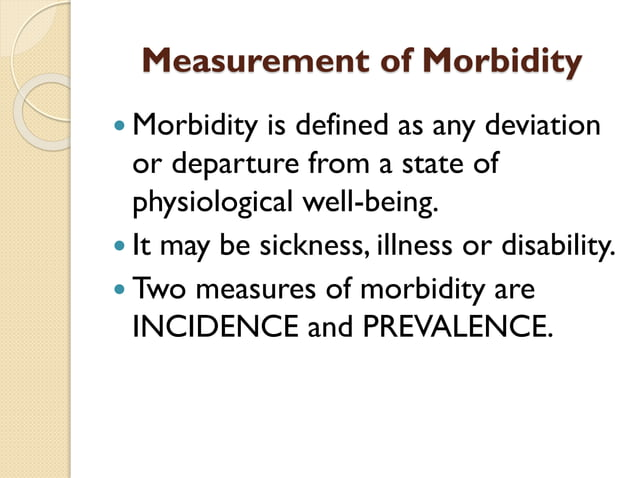 Measurement of Morbidity
• Morbidity is defined as any deviation
or departure from a state of
physiological well-being.
• It may be sickness, illness or disability.
• Two measures of morbidity are
INCIDENCE and PREVALENCE.